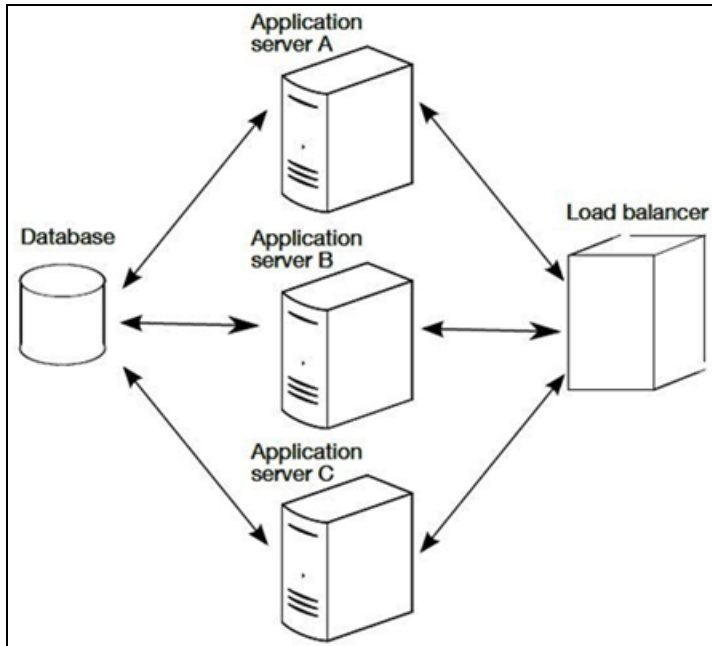 Application
server A
Load balancer
Database
Application
server B
Application
server C